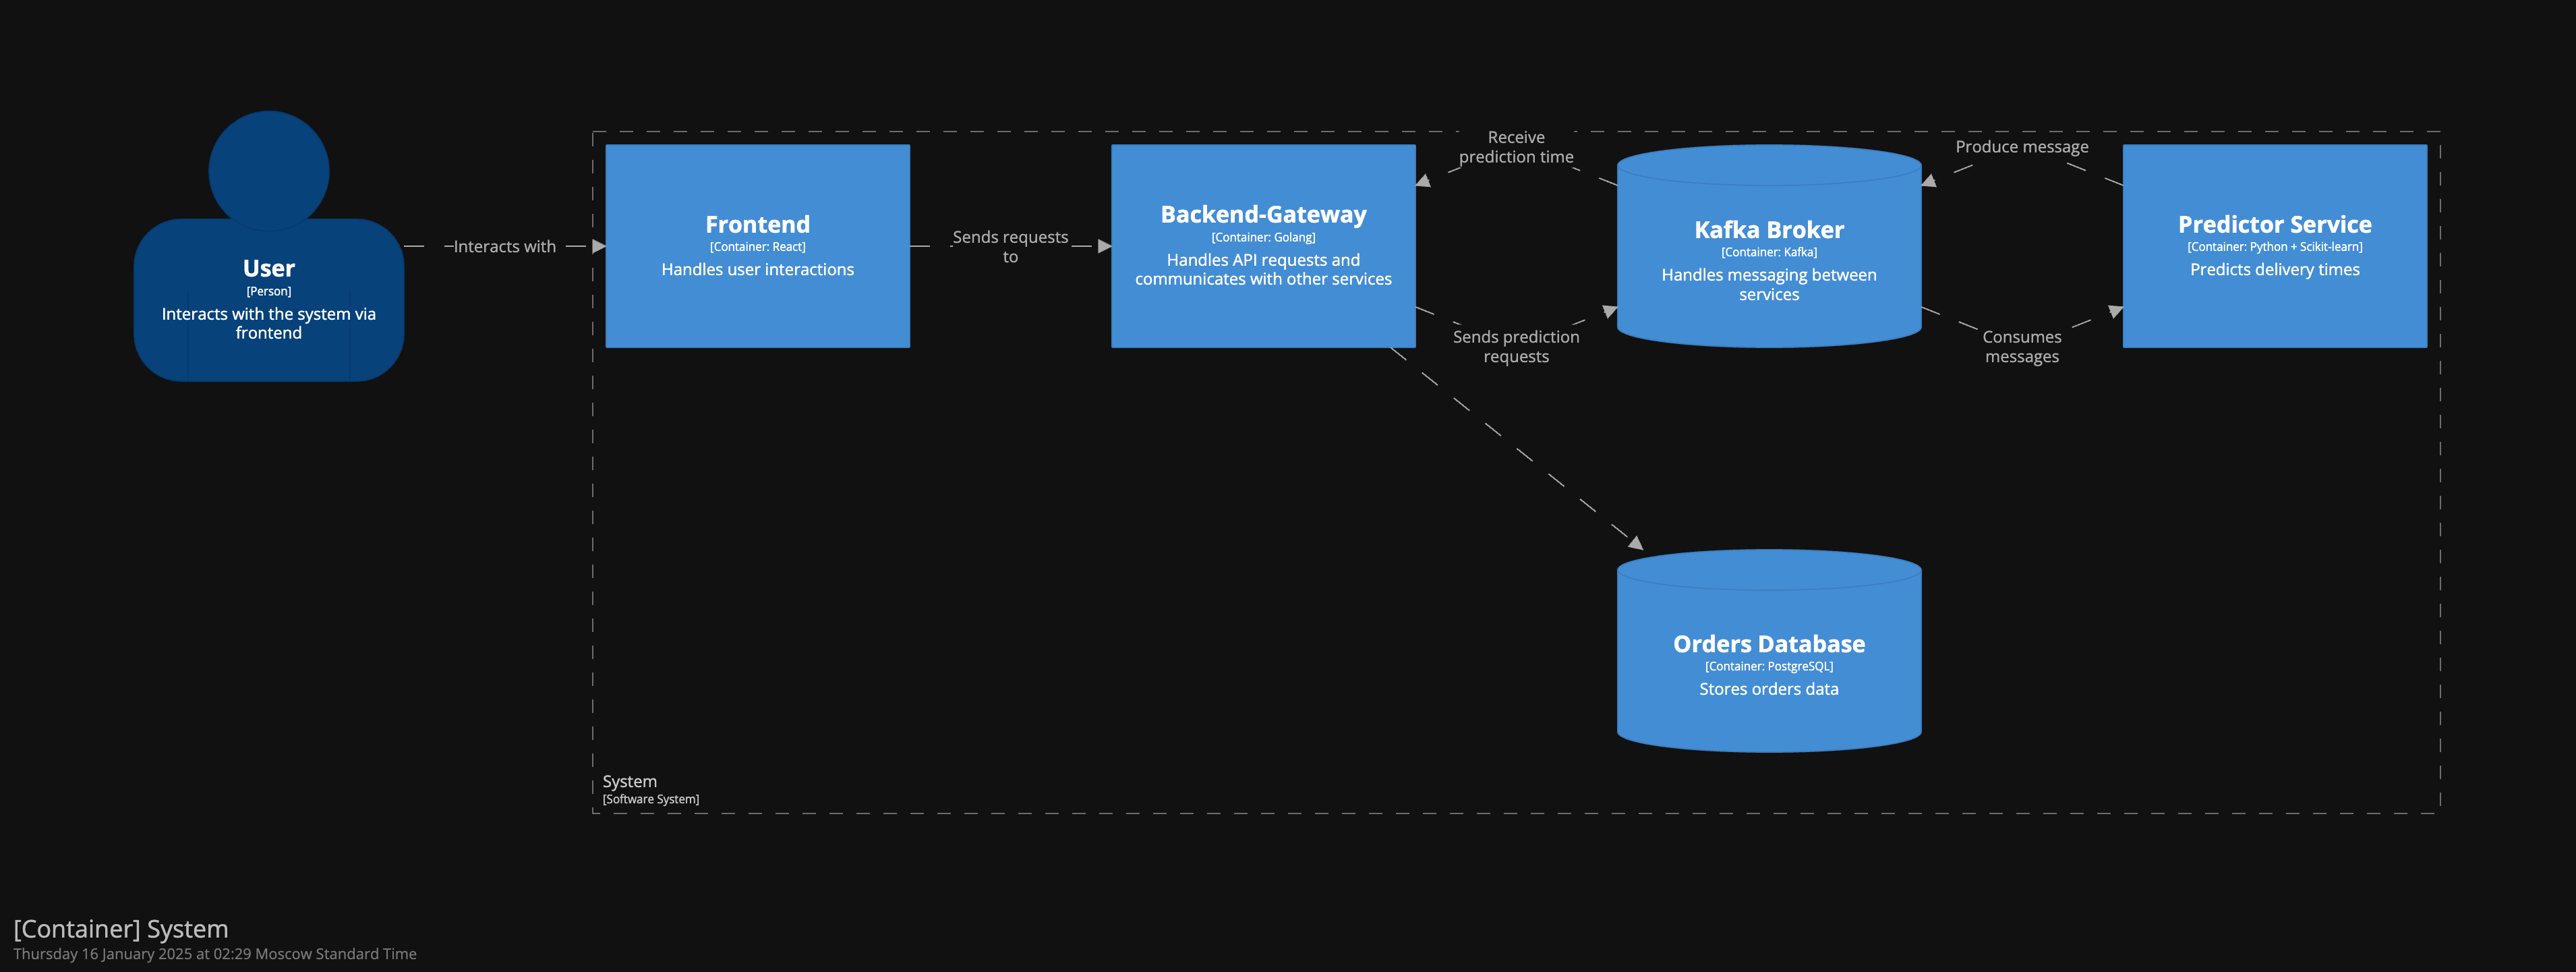 User
[Person]
Interacts with the system via
frontend
Interacts with
Frontend
[Container: React]
Handles user interactions
Sends requests
to
Backend-Gateway
[Container: Golang]
Handles API requests and
communicates with other services
Receive
prediction time
Sends prediction
requests
Kafka Broker
[Container: Kafka]
Handles messaging between
services
Produce message
Consumes
messages
Predictor Service
[Container: Python + Scikit-learn]
Predicts delivery times
Orders Database
[Container: PostgreSQL]
Stores orders data
System
[Software System]
[Container] System
Thursday 16 January 2025 at 02:29 Moscow Standard Time